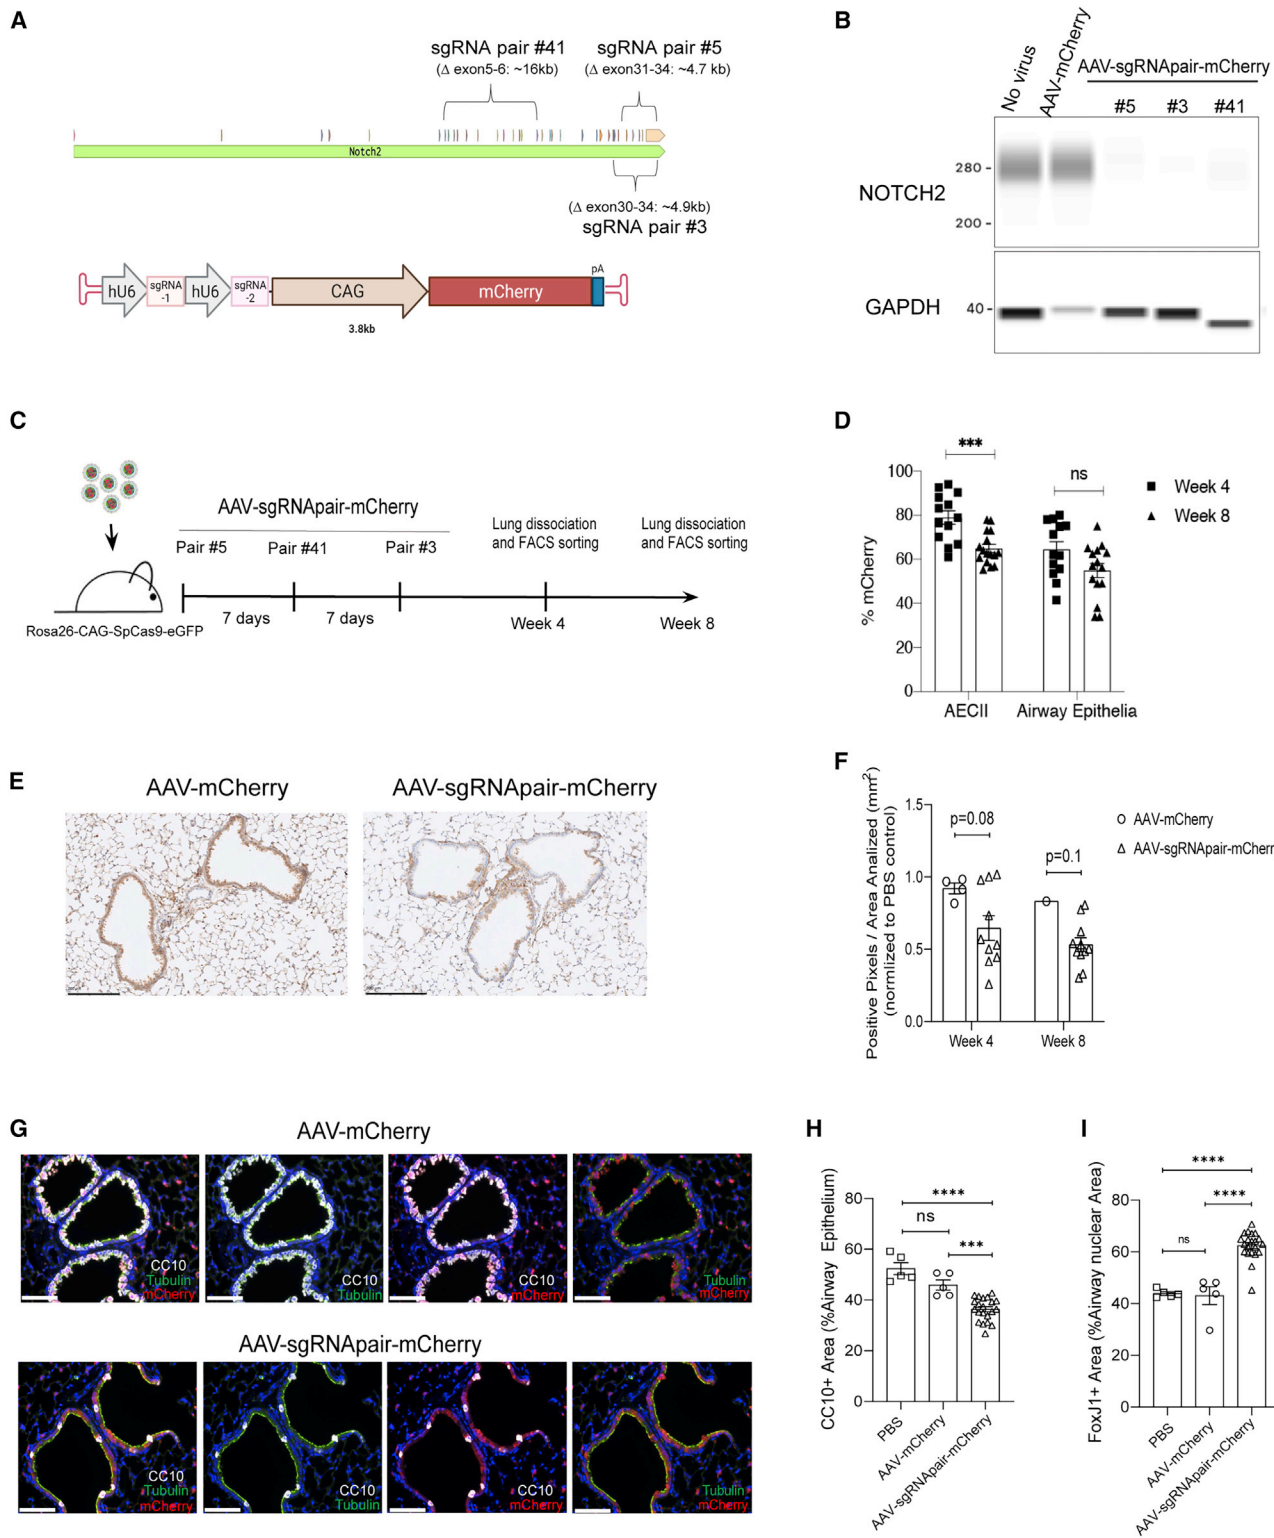 A
sgRNA pair #41
(Δ exon5-6: ~16kb)
sgRNA pair #5
(Δ exon31-34: ~4.7 kb)
Notch2
(Δ exon30-34: ~4.9kb)
sgRNA pair #3
hU6
sgRNA
-1
hU6
sgRNA
-2
CAG
mCherry
pA
3.8kb
B
No virus
AAV-mCherry
AAV-sgRNApair-mCherry
#5
#3
#41
NOTCH2
280
200
GAPDH
40
C
AAV-sgRNApair-mCherry
Pair #5
Pair #41
Pair #3
Lung dissociation
and FACS sorting
Lung dissociation
and FACS sorting
7 days
7 days
Week 4
Week 8
Rosa26-CAG-SpCas9-eGFP
D
% mCherry
100
80
60
40
20
0
***
ns
AECII
Airway Epithelia
Week 4
Week 8
E
AAV-mCherry
AAV-sgRNApair-mCherry
F
Positive Pixels / Area Analized (mm2)
(normlized to PBS control)
1.5
1.0
0.5
0.0
p=0.08
p=0.1
Week 4
Week 8
AAV-mCherry
AAV-sgRNApair-mCherr
G
AAV-mCherry
CC10
Tubulin
mCherry
CC10
Tubulin
CC10
mCherry
Tubulin
mCherry
AAV-sgRNApair-mCherry
CC10
Tubulin
mCherry
CC10
Tubulin
CC10
mCherry
Tubulin
mCherry
H
CC10+ Area (%Airway Epithelium)
80
60
40
20
0
****
ns
***
PBS
AAV-mCherry
AAV-sgRNApair-mCherry
I
FoxJ1+ Area (%Airway nuclear Area)
80
60
40
20
0
****
****
ns
PBS
AAV-mCherry
AAV-sgRNApair-mCherry